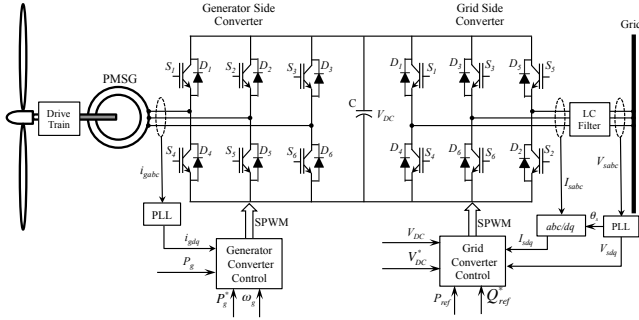 Generator Side
Converter
Grid Side
Converter
Grid
S1 D1 S2 D2 S3 D3
D1 S1 D3 S3 D5 S5
PMSG
Drive
Train
C
VDC
LC
Filter
S4 D4 S5 D5 S6 D6
D4 S4 D6 S6 D2 S2
igabc
Isabc
Vsabc
PLL
SPWM
SPWM
abc/dq
θs
PLL
igdq
VDC
Isdq
Vsdq
Pg
Generator
Converter
Control
V*DC
Grid
Converter
Control
P*g
ωg
Pref
Q*ref